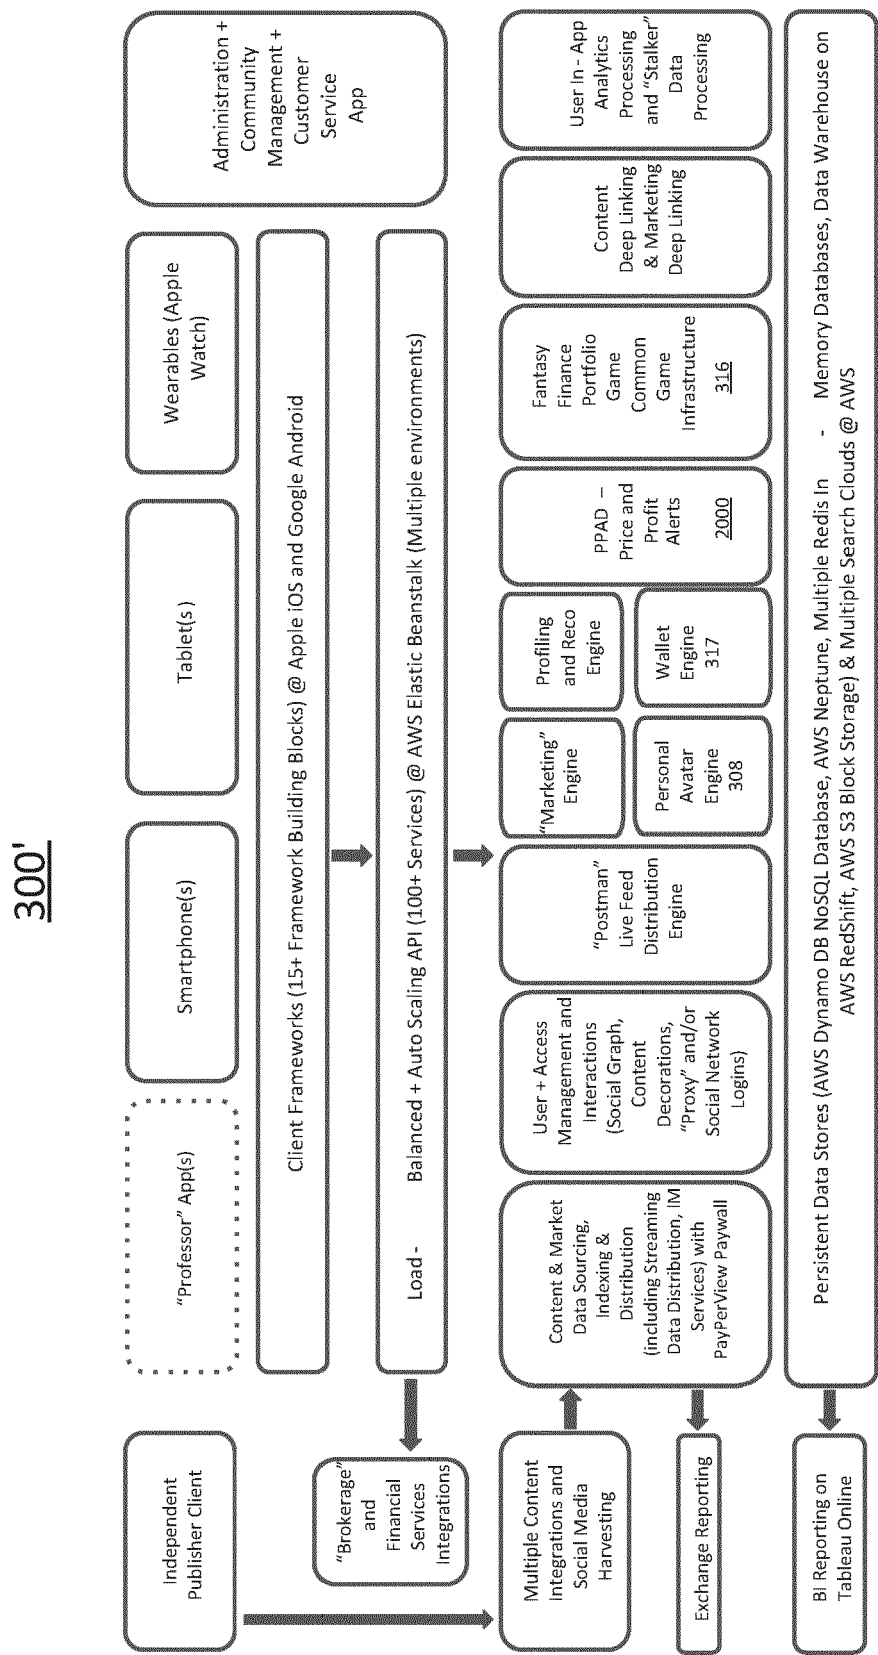 300'
Independent
Publisher Client
"Professor" App(s)
Smartphone(s)
Tablet(s)
Wearables (Apple
Watch)
Administration +
Community
Management +
Customer
Service
App
Client Frameworks (15+ Framework Building Blocks) @ Apple iOS and Google Android
"Brokerage"
and
Financial
Services
Integrations
Load - Balanced + Auto Scaling API (100+ Services) @ AWS Elastic Beanstalk (Multiple environments)
Multiple Content
Integrations and
Social Media
Harvesting
Content & Market
Data Sourcing,
Indexing &
Distribution
(including Streaming
Data Distribution, IM
Services) with
PayPerView Paywall
User + Access
Management and
Interactions
(Social Graph,
Content
Decorations,
"Proxy" and/or
Social Network
Logins)
"Postman"
Live Feed
Distribution
Engine
"Marketing"
Engine
Personal
Avatar
Engine
308
Profiling
and Reco
Engine
Wallet
Engine
317
PPAD –
Price and
Profit
Alerts
2000
Fantasy
Finance
Portfolio
Game
Common
Game
Infrastructure
316
Content
Deep Linking
& Marketing
Deep Linking
User In - App
Analytics
Processing
and "Stalker"
Data
Processing
Exchange Reporting
BI Reporting on
Tableau Online
Persistent Data Stores (AWS Dynamo DB NoSQL Database, AWS Neptune, Multiple Redis In - Memory Databases, Data Warehouse on
AWS RedShift, AWS S3 Block Storage) & Multiple Search Clouds @ AWS